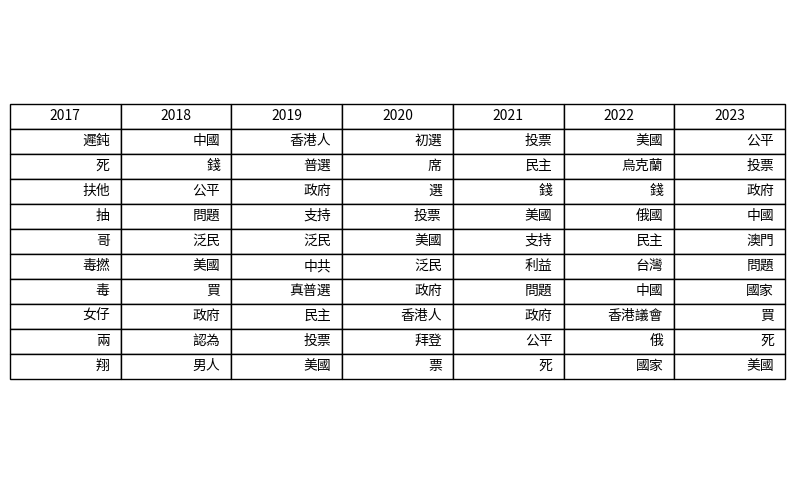 2017 2018 2019 2020 2021 2022 2023
遲鈍 中國 香港人 初選 投票 美國 公平
死 錢 普選 席 民主 烏克蘭 投票
扶他 公平 政府 選 錢 錢 政府
抽 問題 支持 投票 美國 俄國 中國
哥 泛民 泛民 美國 支持 民主 澳門
毒撚 美國 中共 泛民 利益 台灣 問題
毒 買 真普選 政府 問題 中國 國家
女仔 政府 民主 香港人 政府 香港議會 買
兩 認為 投票 拜登 公平 俄 死
翔 男人 美國 票 死 國家 美國